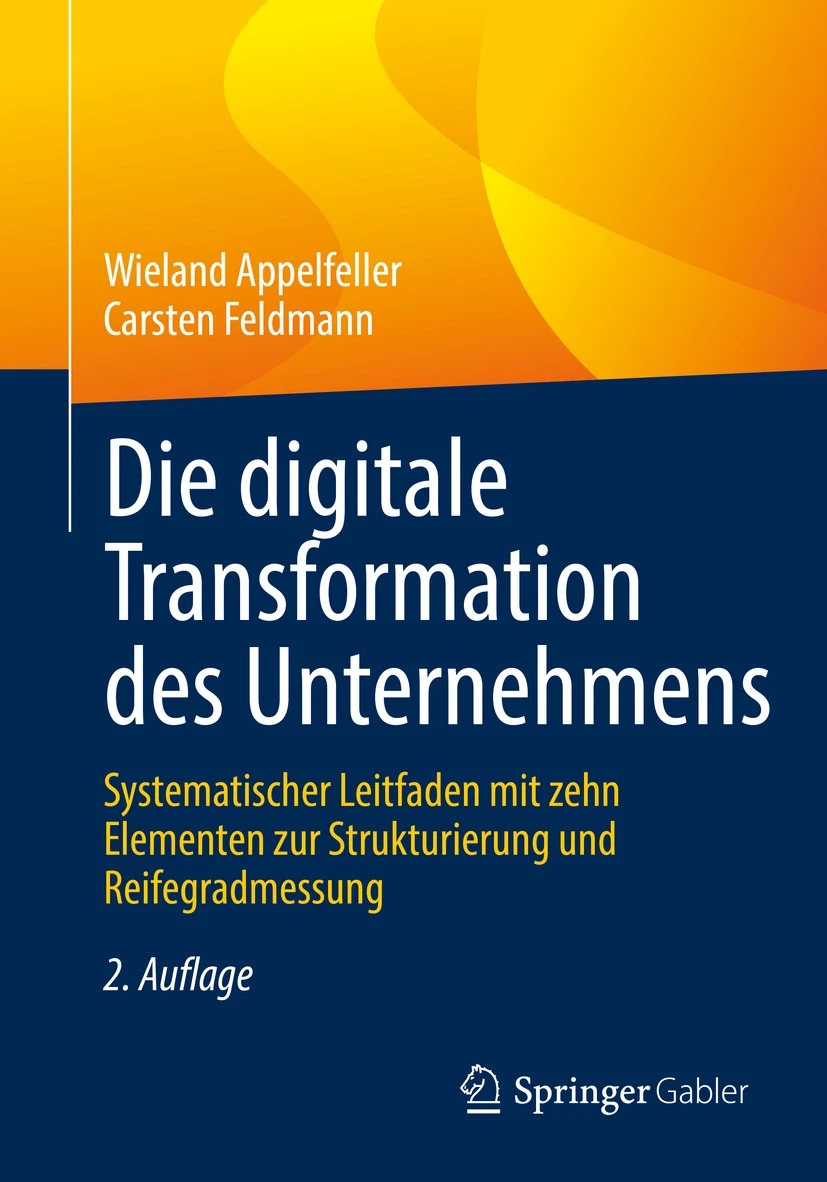 Wieland Appelfeller
Carsten Feldmann
Die digitale
Transformation
des Unternehmens
Systematischer Leitfaden mit zehn
Elementen zur Strukturierung und
Reifegradmessung
2. Auflage
Springer Gabler